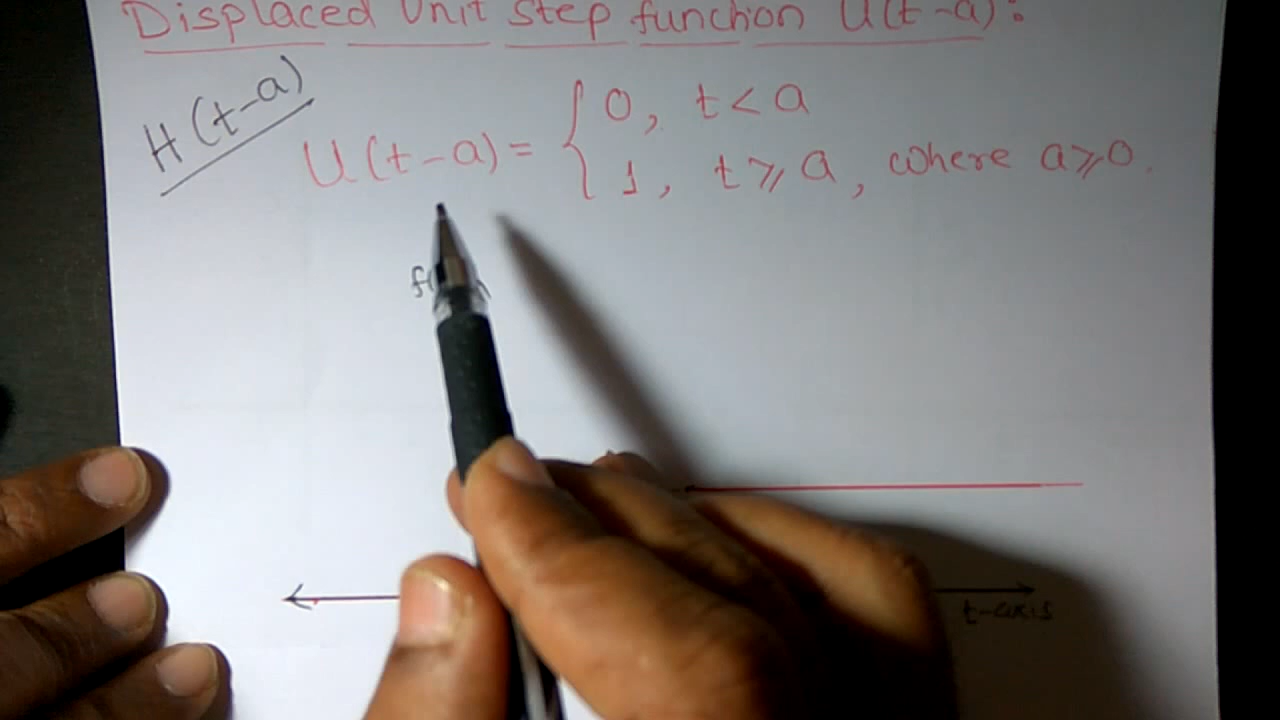 Displaced Unit Step function U(t-a):
H(t-a)
U(t-a) = { 0, t < a
1, t ≥ a, where a ≥ 0.
t-axis